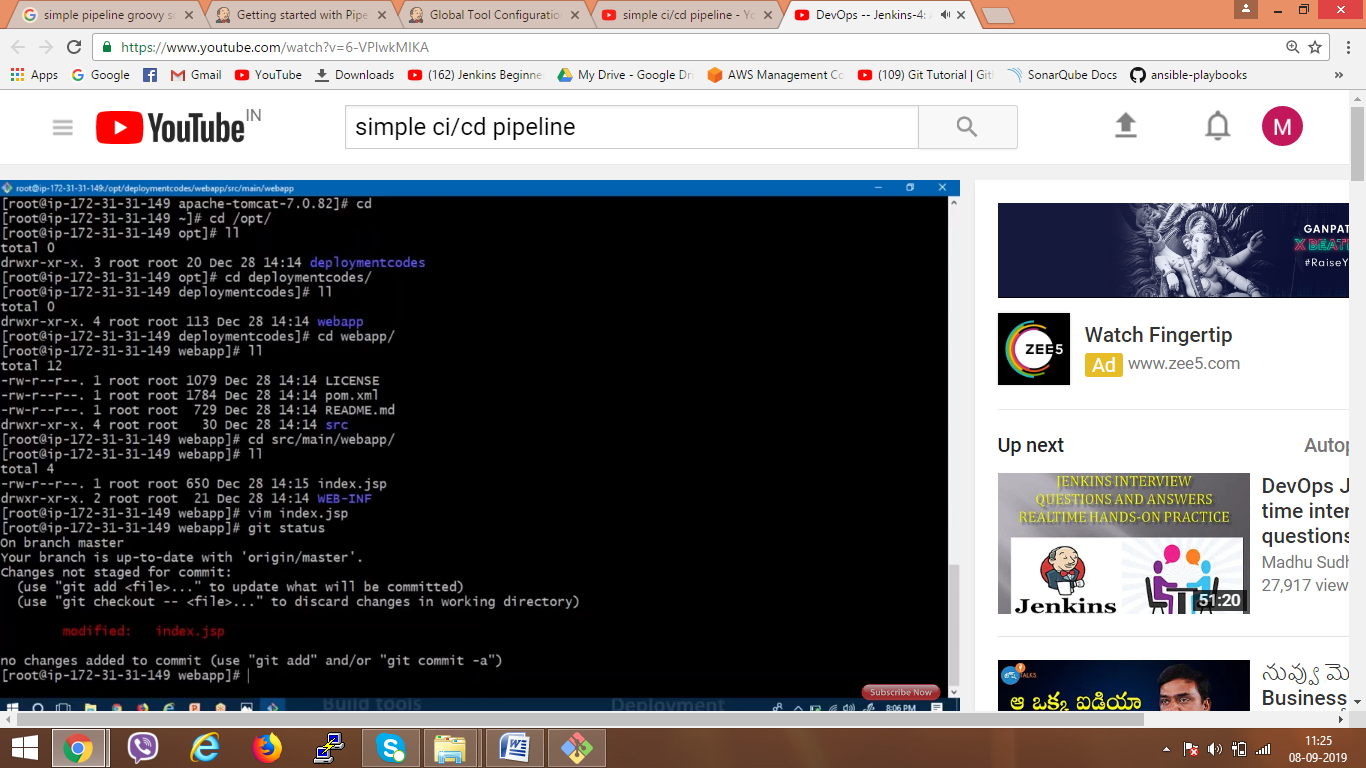 simple pipeline groovy s
Getting started with Pipe
Global Tool Configuratio
simple ci/cd pipeline - Yo
DevOps -- Jenkins-4:
https://www.youtube.com/watch?v=6-VPlwkMlKA
Apps
Google
Gmail
YouTube
Downloads
(162) Jenkins Beginne
My Drive - Google Dri
AWS Management Co
(109) Git Tutorial | Git
SonarQube Docs
ansible-playbooks
»
YouTube IN
simple ci/cd pipeline
M
root@ip-172-31-31-149:/opt/deploymentcodes/webapp/src/main/webapp
[root@ip-172-31-31-149 apache-tomcat-7.0.82]# cd
[root@ip-172-31-31-149 ~]# cd /opt/
[root@ip-172-31-31-149 opt]# ll
total 0
drwxr-xr-x. 3 root root 20 Dec 28 14:14 deploymentcodes
[root@ip-172-31-31-149 opt]# cd deploymentcodes/
[root@ip-172-31-31-149 deploymentcodes]# ll
total 0
drwxr-xr-x. 4 root root 113 Dec 28 14:14 webapp
[root@ip-172-31-31-149 deploymentcodes]# cd webapp/
[root@ip-172-31-31-149 webapp]# ll
total 12
-rw-r--r--. 1 root root 1079 Dec 28 14:14 LICENSE
-rw-r--r--. 1 root root 1784 Dec 28 14:14 pom.xml
-rw-r--r--. 1 root root  729 Dec 28 14:14 README.md
drwxr-xr-x. 4 root root   30 Dec 28 14:14 src
[root@ip-172-31-31-149 webapp]# cd src/main/webapp/
[root@ip-172-31-31-149 webapp]# ll
total 4
-rw-r--r--. 1 root root 650 Dec 28 14:15 index.jsp
drwxr-xr-x. 2 root root  21 Dec 28 14:14 WEB-INF
[root@ip-172-31-31-149 webapp]# vim index.jsp
[root@ip-172-31-31-149 webapp]# git status
On branch master
Your branch is up-to-date with 'origin/master'.
Changes not staged for commit:
  (use "git add <file>..." to update what will be committed)
  (use "git checkout -- <file>..." to discard changes in working directory)
modified:   index.jsp
no changes added to commit (use "git add" and/or "git commit -a")
[root@ip-172-31-31-149 webapp]#
Subscribe Now
Build tools
Deployment
8:06 PM
GANPAT
X BEAT
#RaiseY
ZEE5
Watch Fingertip
Ad www.zee5.com
Up next
Autop
JENKINS INTERVIEW
QUESTIONS AND ANSWERS
REALTIME HANDS-ON PRACTICE
Jenkins
51:20
DevOps J
time inter
questions
Madhu Sudh
27,917 view
TALKS
ఆ ఒక్క ఐడియా
నువ్వు మె
Business
11:25
08-09-2019